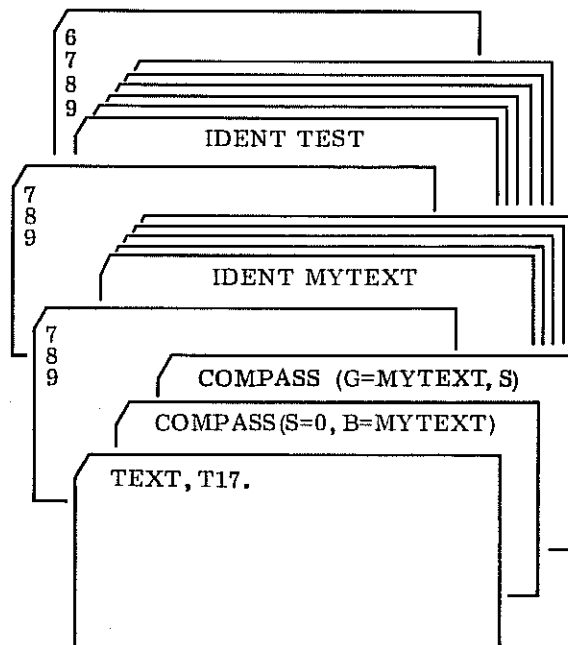 6
7
8
9
IDENT TEST
7
8
9
IDENT MYTEXT
7
8
9
COMPASS (G=MYTEXT, S)
COMPASS(S=0, B=MYTEXT)
TEXT, T17.